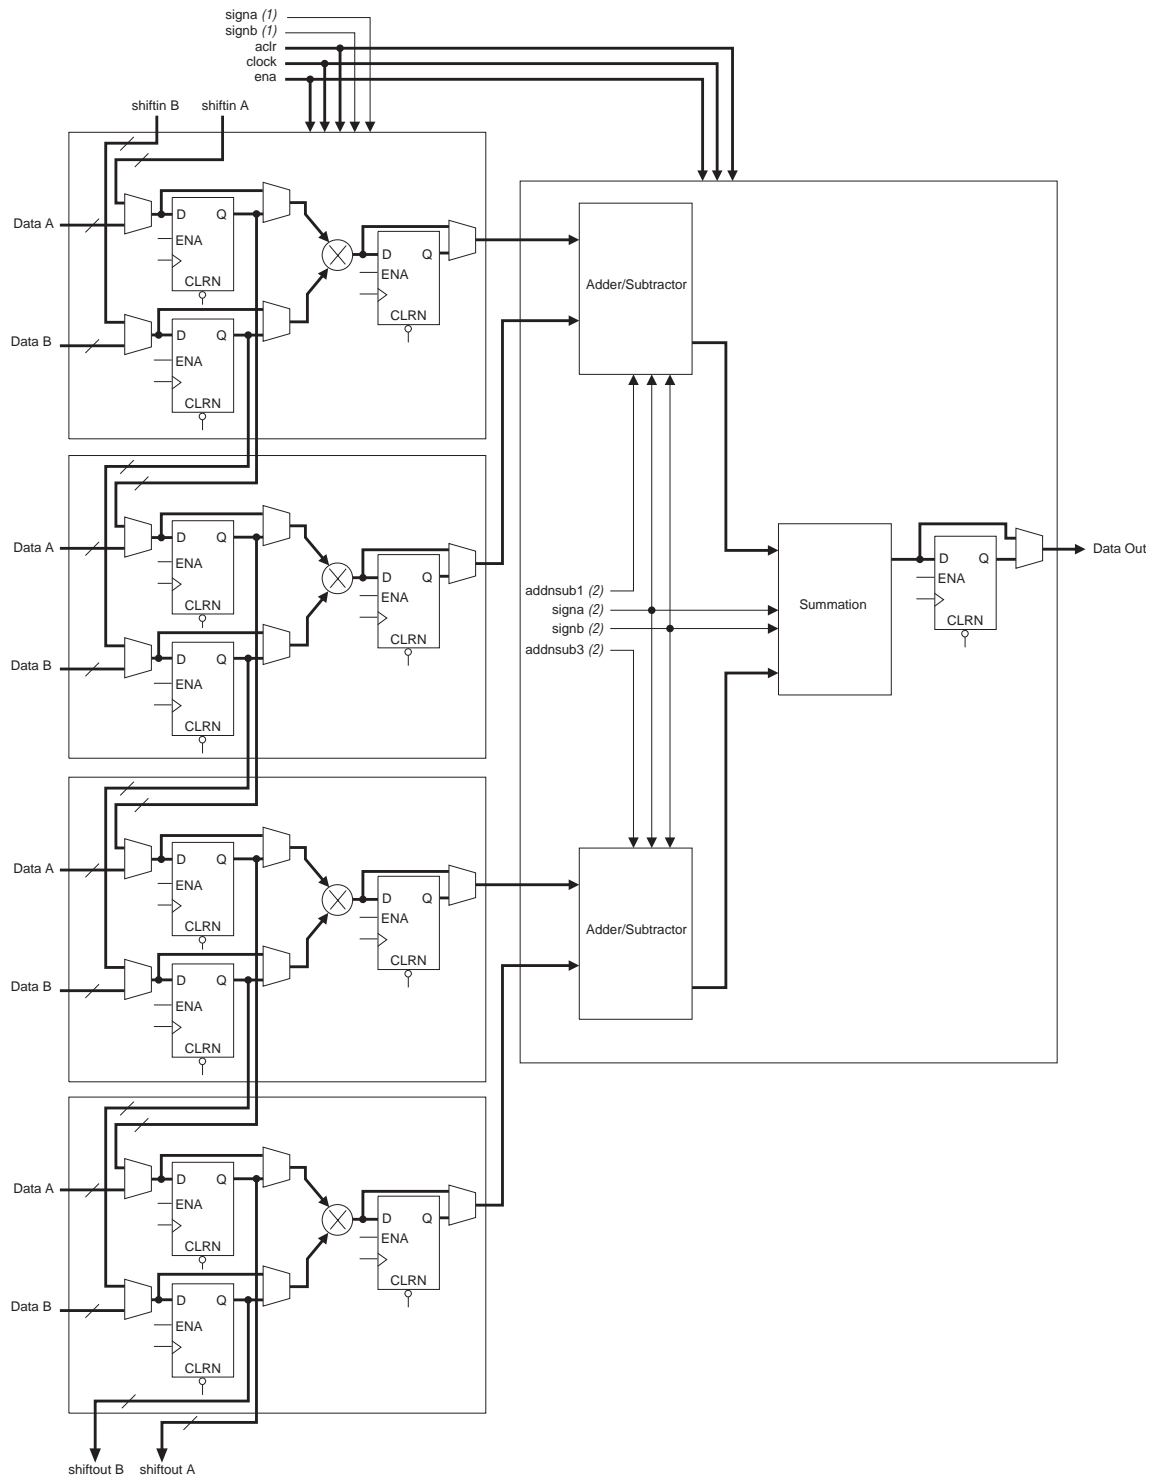 signa (1)
signb (1)
aclr
clock
ena
shiftin B
shiftin A
Data A
D
Q
ENA
CLRN
D
Q
ENA
CLRN
Data B
D
Q
ENA
CLRN
Adder/Subtractor
Data A
D
Q
ENA
CLRN
D
Q
ENA
CLRN
Data B
D
Q
ENA
CLRN
addnsub1 (2)
signa (2)
signb (2)
addnsub3 (2)
Summation
D
Q
ENA
CLRN
Data Out
Data A
D
Q
ENA
CLRN
D
Q
ENA
CLRN
Data B
D
Q
ENA
CLRN
Adder/Subtractor
Data A
D
Q
ENA
CLRN
D
Q
ENA
CLRN
Data B
D
Q
ENA
CLRN
shiftout B
shiftout A